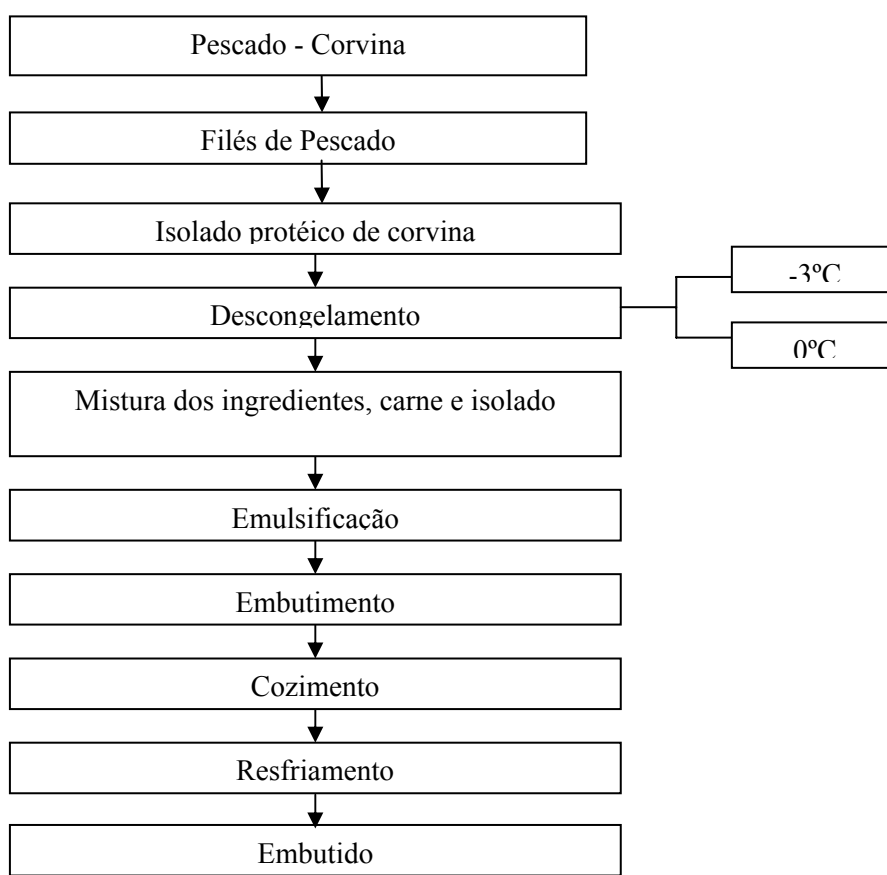 Pescado - Corvina
Filés de Pescado
Isolado protéico de corvina
-3ºC
Descongelamento
0ºC
Mistura dos ingredientes, carne e isolado
Emulsificação
Embutimento
Cozimento
Resfriamento
Embutido